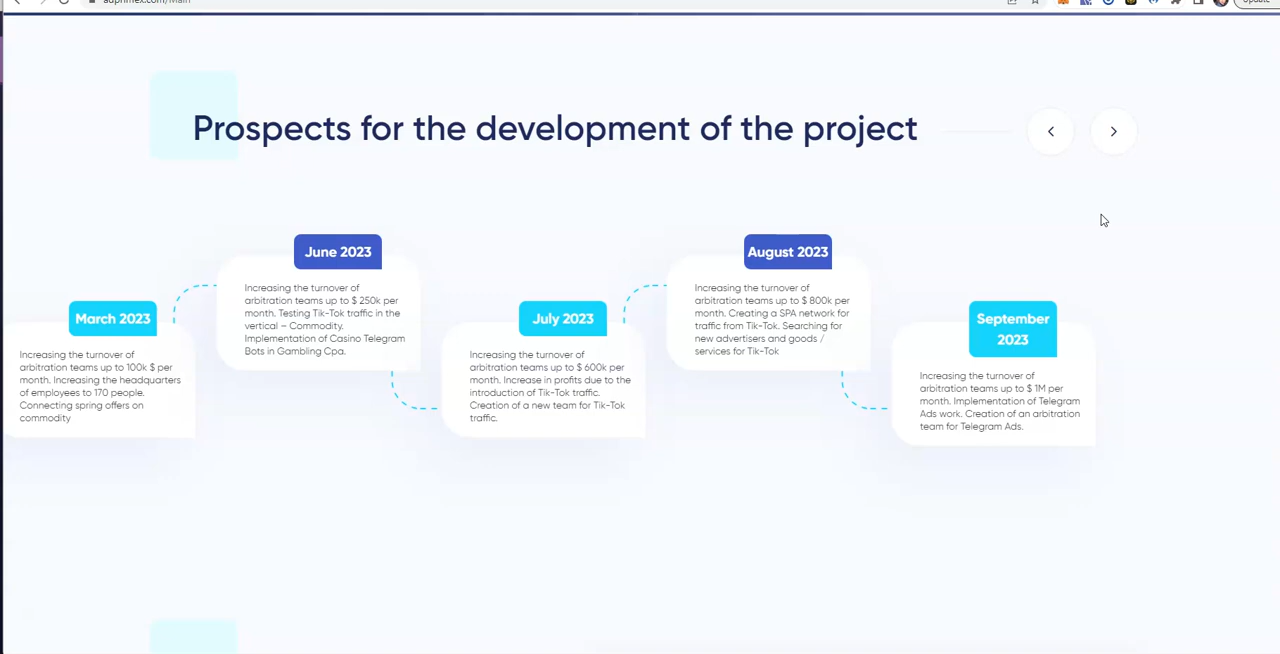 adprimex.com/Main
Update
Prospects for the development of the project
March 2023
Increasing the turnover of
arbitration teams up to 100k $ per
month. Increasing the headquarters
of employees to 170 people.
Connecting spring offers on
commodity
June 2023
Increasing the turnover of
arbitration teams up to $ 250k per
month. Testing Tik-Tok traffic in the
vertical – Commodity.
Implementation of Casino Telegram
Bots in Gambling Cpa.
July 2023
Increasing the turnover of
arbitration teams up to $ 600k per
month. Increase in profits due to the
introduction of Tik-Tok traffic.
Creation of a new team for Tik-Tok
traffic.
August 2023
Increasing the turnover of
arbitration teams up to $ 800k per
month. Creating a SPA network for
traffic from Tik-Tok. Searching for
new advertisers and goods /
services for Tik-Tok
September
2023
Increasing the turnover of
arbitration teams up to $ 1M per
month. Implementation of Telegram
Ads work. Creation of an arbitration
team for Telegram Ads.